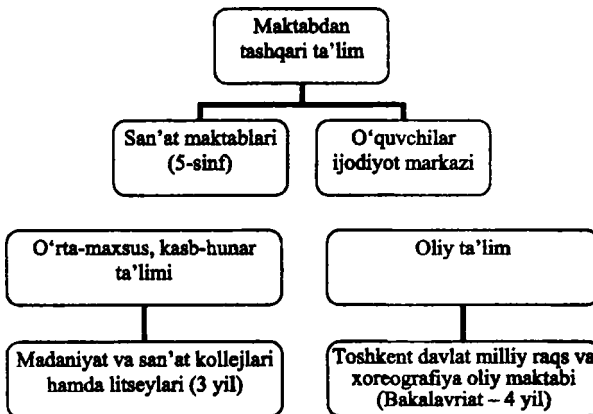 Maktabdan
tashqari ta’lim
San’at maktablari
(5-sinf)
O‘quvchilar
ijodiyot markazi
O‘rta-maxsus, kasb-hunar
ta’limi
Oliy ta’lim
Madaniyat va san’at kollejlari
hamda litseylari (3 yil)
Toshkent davlat milliy raqs va
xoreografiya oliy maktabi
(Bakalavriat – 4 yil)